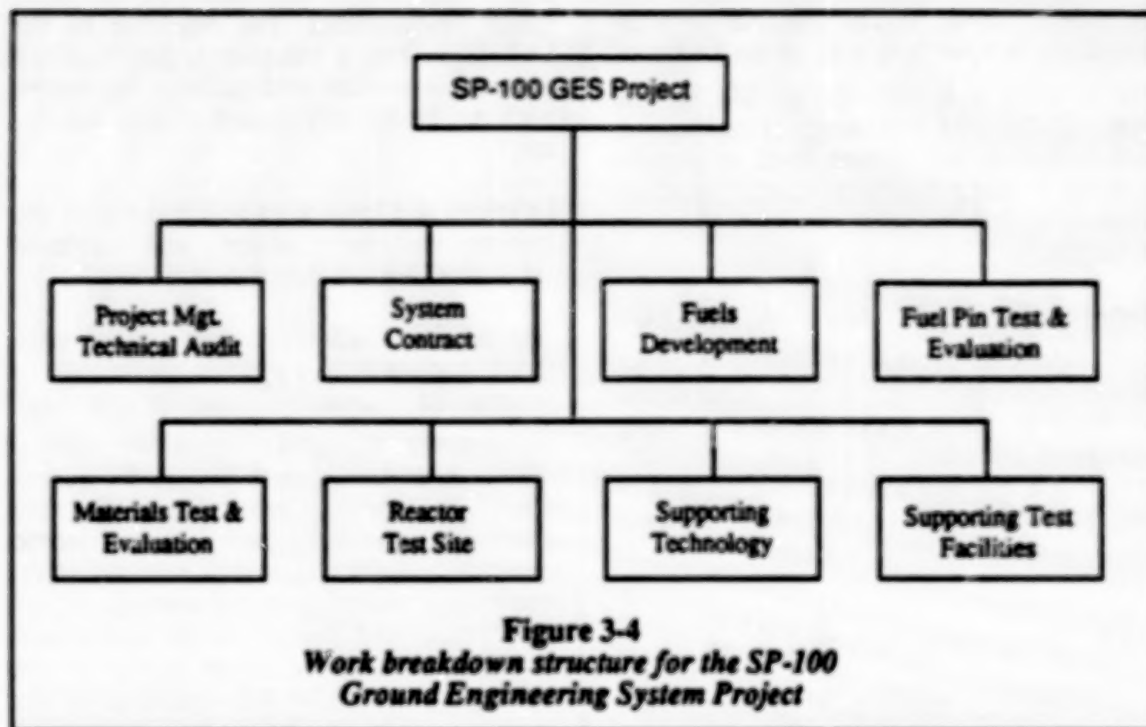 SP-100 GES Project
Project Mgt.
Technical Audit
System
Contract
Fuels
Development
Fuel Pin Test &
Evaluation
Materials Test &
Evaluation
Reactor
Test Site
Supporting
Technology
Supporting Test
Facilities
Figure 3-4
Work breakdown structure for the SP-100
Ground Engineering System Project